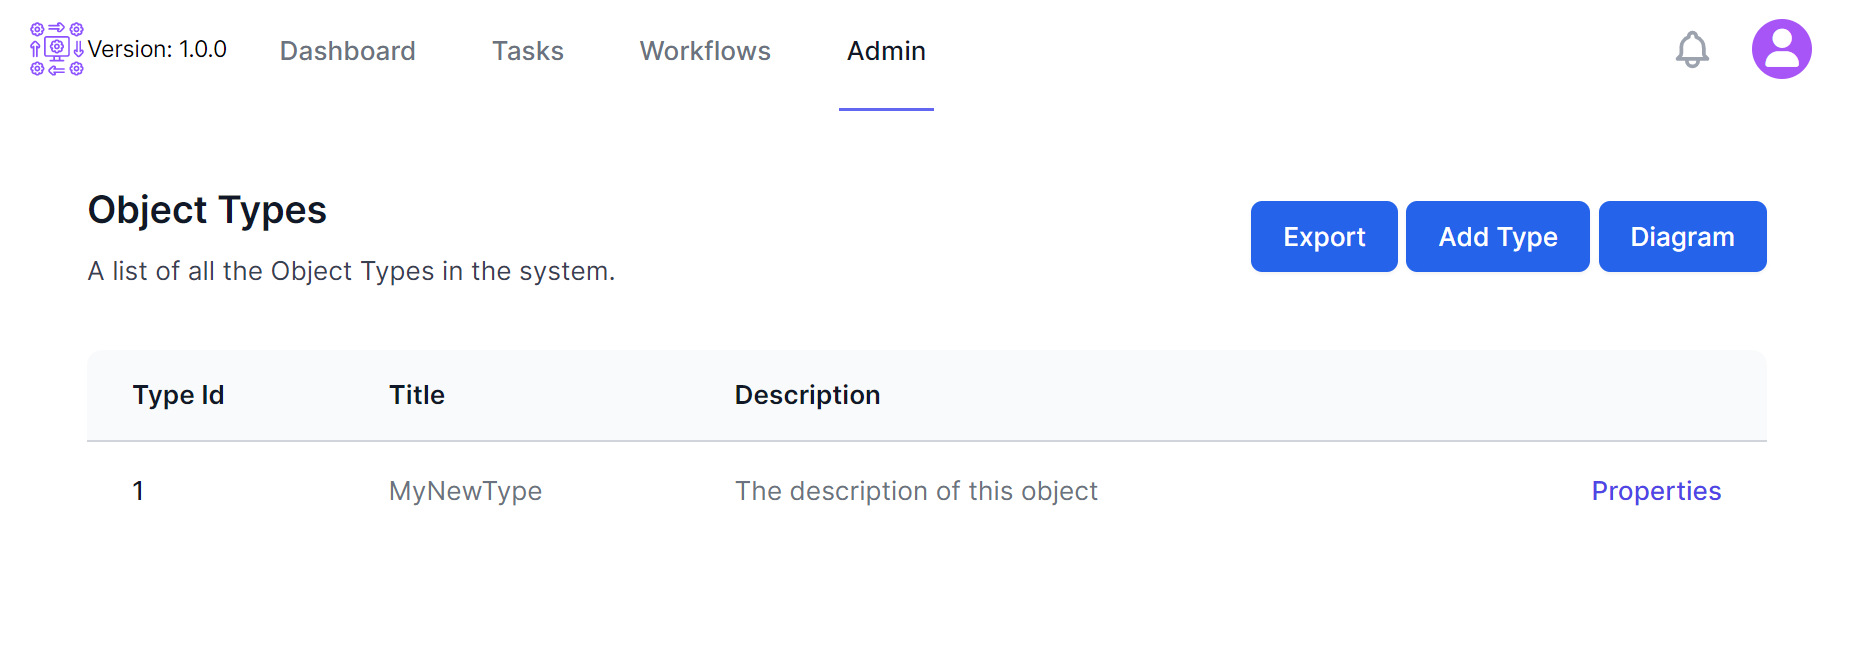 Version: 1.0.0 Dashboard Tasks Workflows Admin
Object Types
A list of all the Object Types in the system.
Export Add Type Diagram
Type Id Title Description
1 MyNewType The description of this object Properties